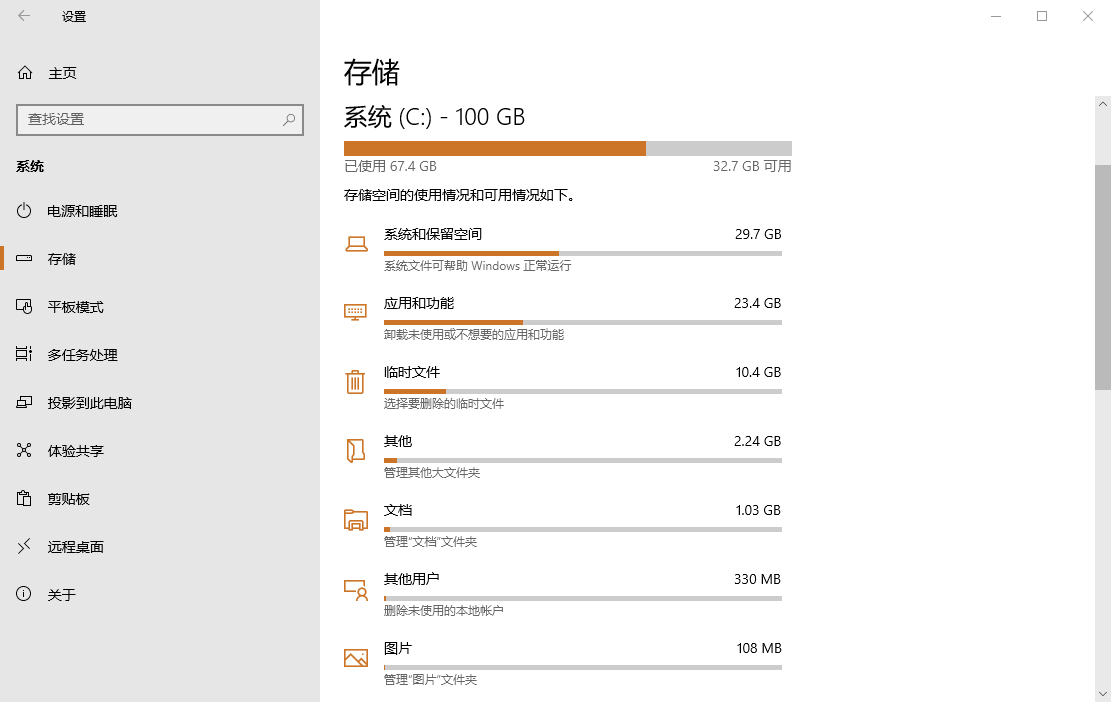 设置
主页
查找设置
系统
电源和睡眠
存储
平板模式
多任务处理
投影到此电脑
体验共享
剪贴板
远程桌面
关于
存储
系统 (C:) - 100 GB
已使用 67.4 GB 32.7 GB 可用
存储空间的使用情况和可用情况如下。
系统和保留空间 29.7 GB
系统文件可帮助 Windows 正常运行
应用和功能 23.4 GB
卸载未使用或不想要的应用和功能
临时文件 10.4 GB
选择要删除的临时文件
其他 2.24 GB
管理其他大文件夹
文档 1.03 GB
管理“文档”文件夹
其他用户 330 MB
删除未使用的本地帐户
图片 108 MB
管理“图片”文件夹